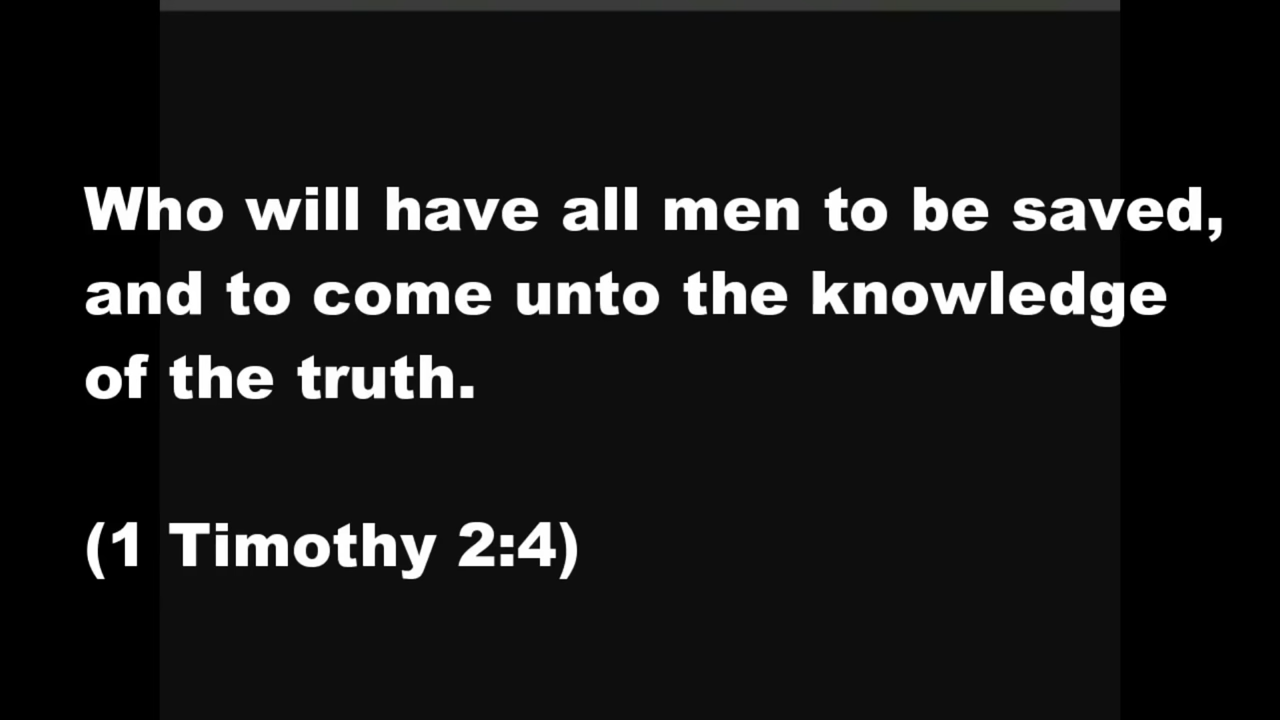 Who will have all men to be saved,
and to come unto the knowledge
of the truth.
(1 Timothy 2:4)